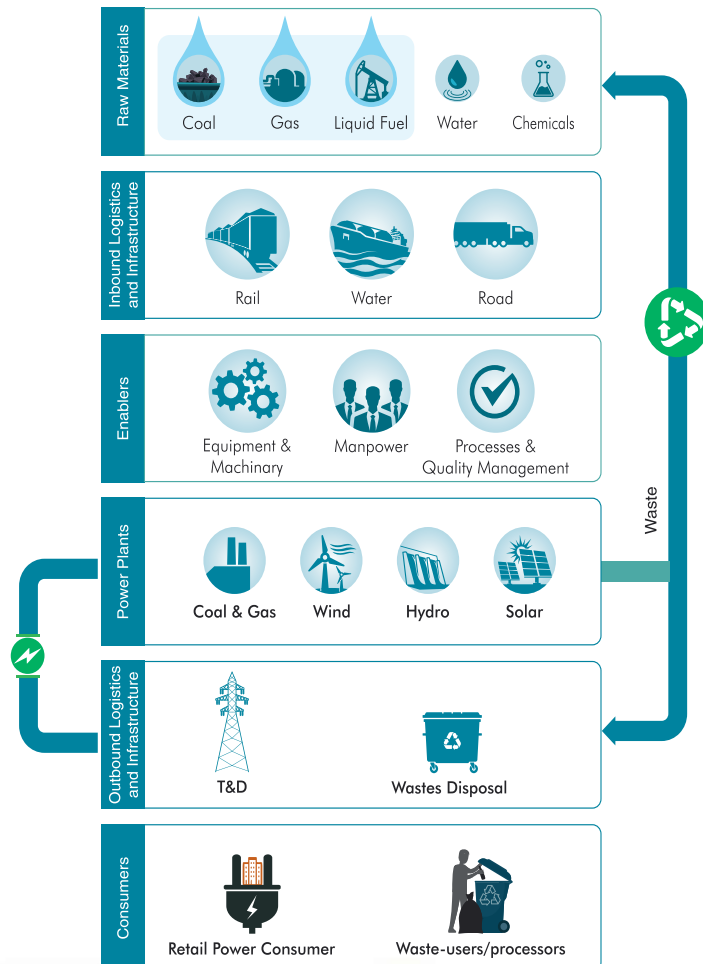 Raw Materials
Coal
Gas
Liquid Fuel
Water
Chemicals
Inbound Logistics
and Infrastructure
Rail
Water
Road
Enablers
Equipment &
Machinary
Manpower
Processes &
Quality Management
Waste
Power Plants
Coal & Gas
Wind
Hydro
Solar
Outbound Logistics
and Infrastructure
T&D
Wastes Disposal
Consumers
Retail Power Consumer
Waste-users/processors